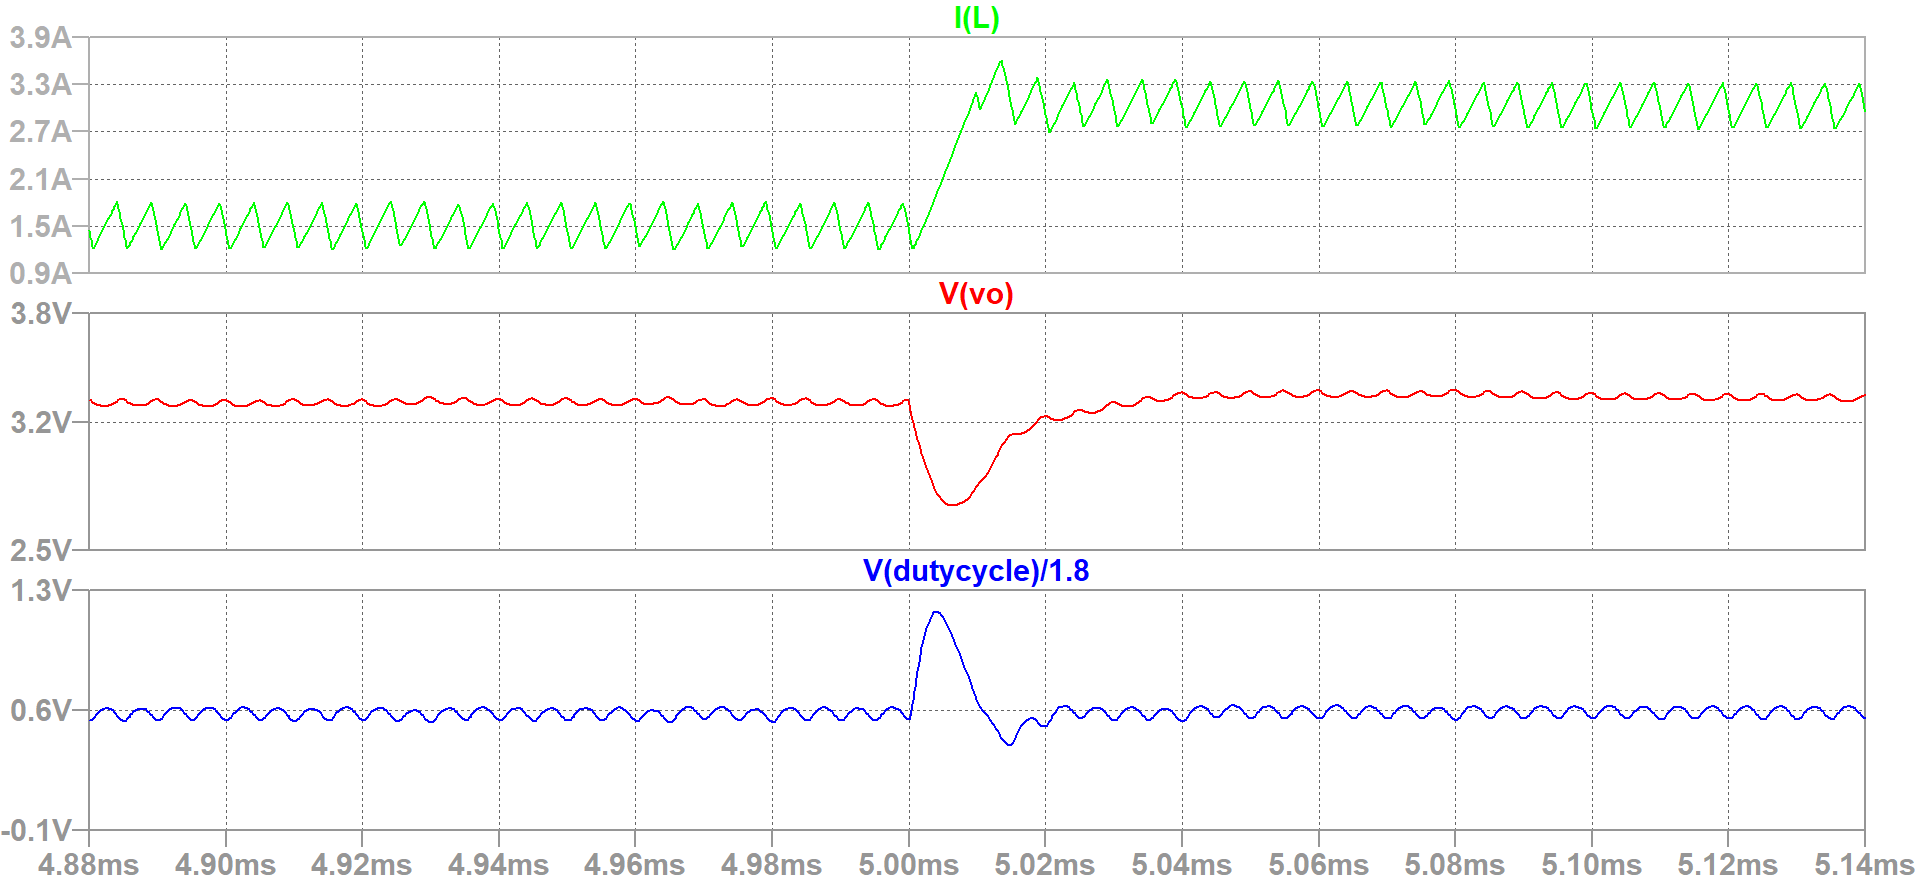 I(L)
3.9A
3.3A
2.7A
2.1A
1.5A
0.9A
V(vo)
3.8V
3.2V
2.5V
V(dutycycle)/1.8
1.3V
0.6V
-0.1V
4.88ms 4.90ms 4.92ms 4.94ms 4.96ms 4.98ms 5.00ms 5.02ms 5.04ms 5.06ms 5.08ms 5.10ms 5.12ms 5.14ms